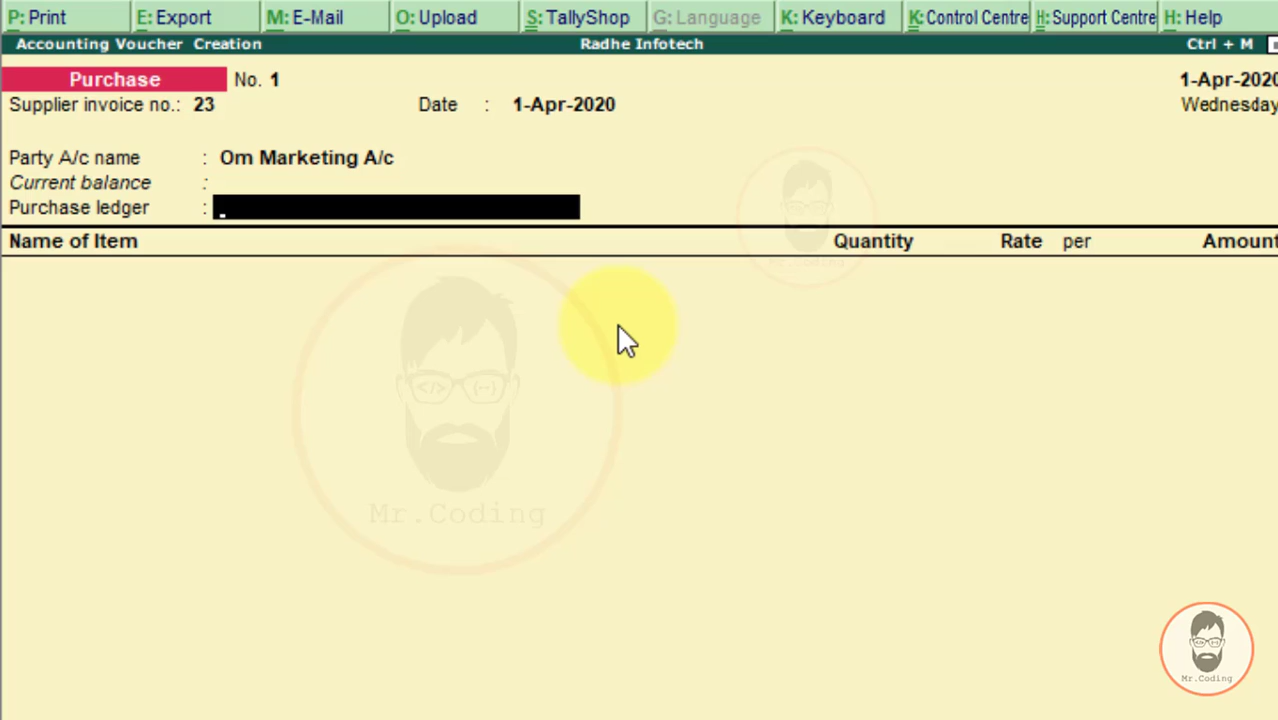 P: Print E: Export M: E-Mail O: Upload S: TallyShop G: Language K: Keyboard K: Control Centre H: Support Centre H: Help
Accounting Voucher Creation Radhe Infotech Ctrl + M
Purchase No. 1 1-Apr-2020
Supplier invoice no.: 23 Date : 1-Apr-2020 Wednesday
Party A/c name : Om Marketing A/c
Current balance :
Purchase ledger :
Name of Item Quantity Rate per Amount
</> {--}
Mr.Coding
Mr.Coding
Mr.Coding